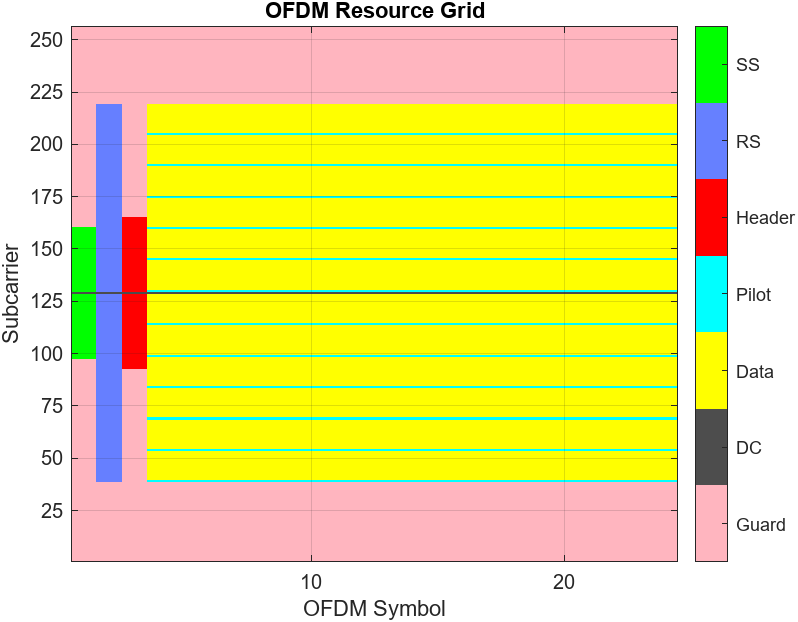 OFDM Resource Grid
Subcarrier
250
225
200
175
150
125
100
75
50
25
10
20
OFDM Symbol
SS
RS
Header
Pilot
Data
DC
Guard